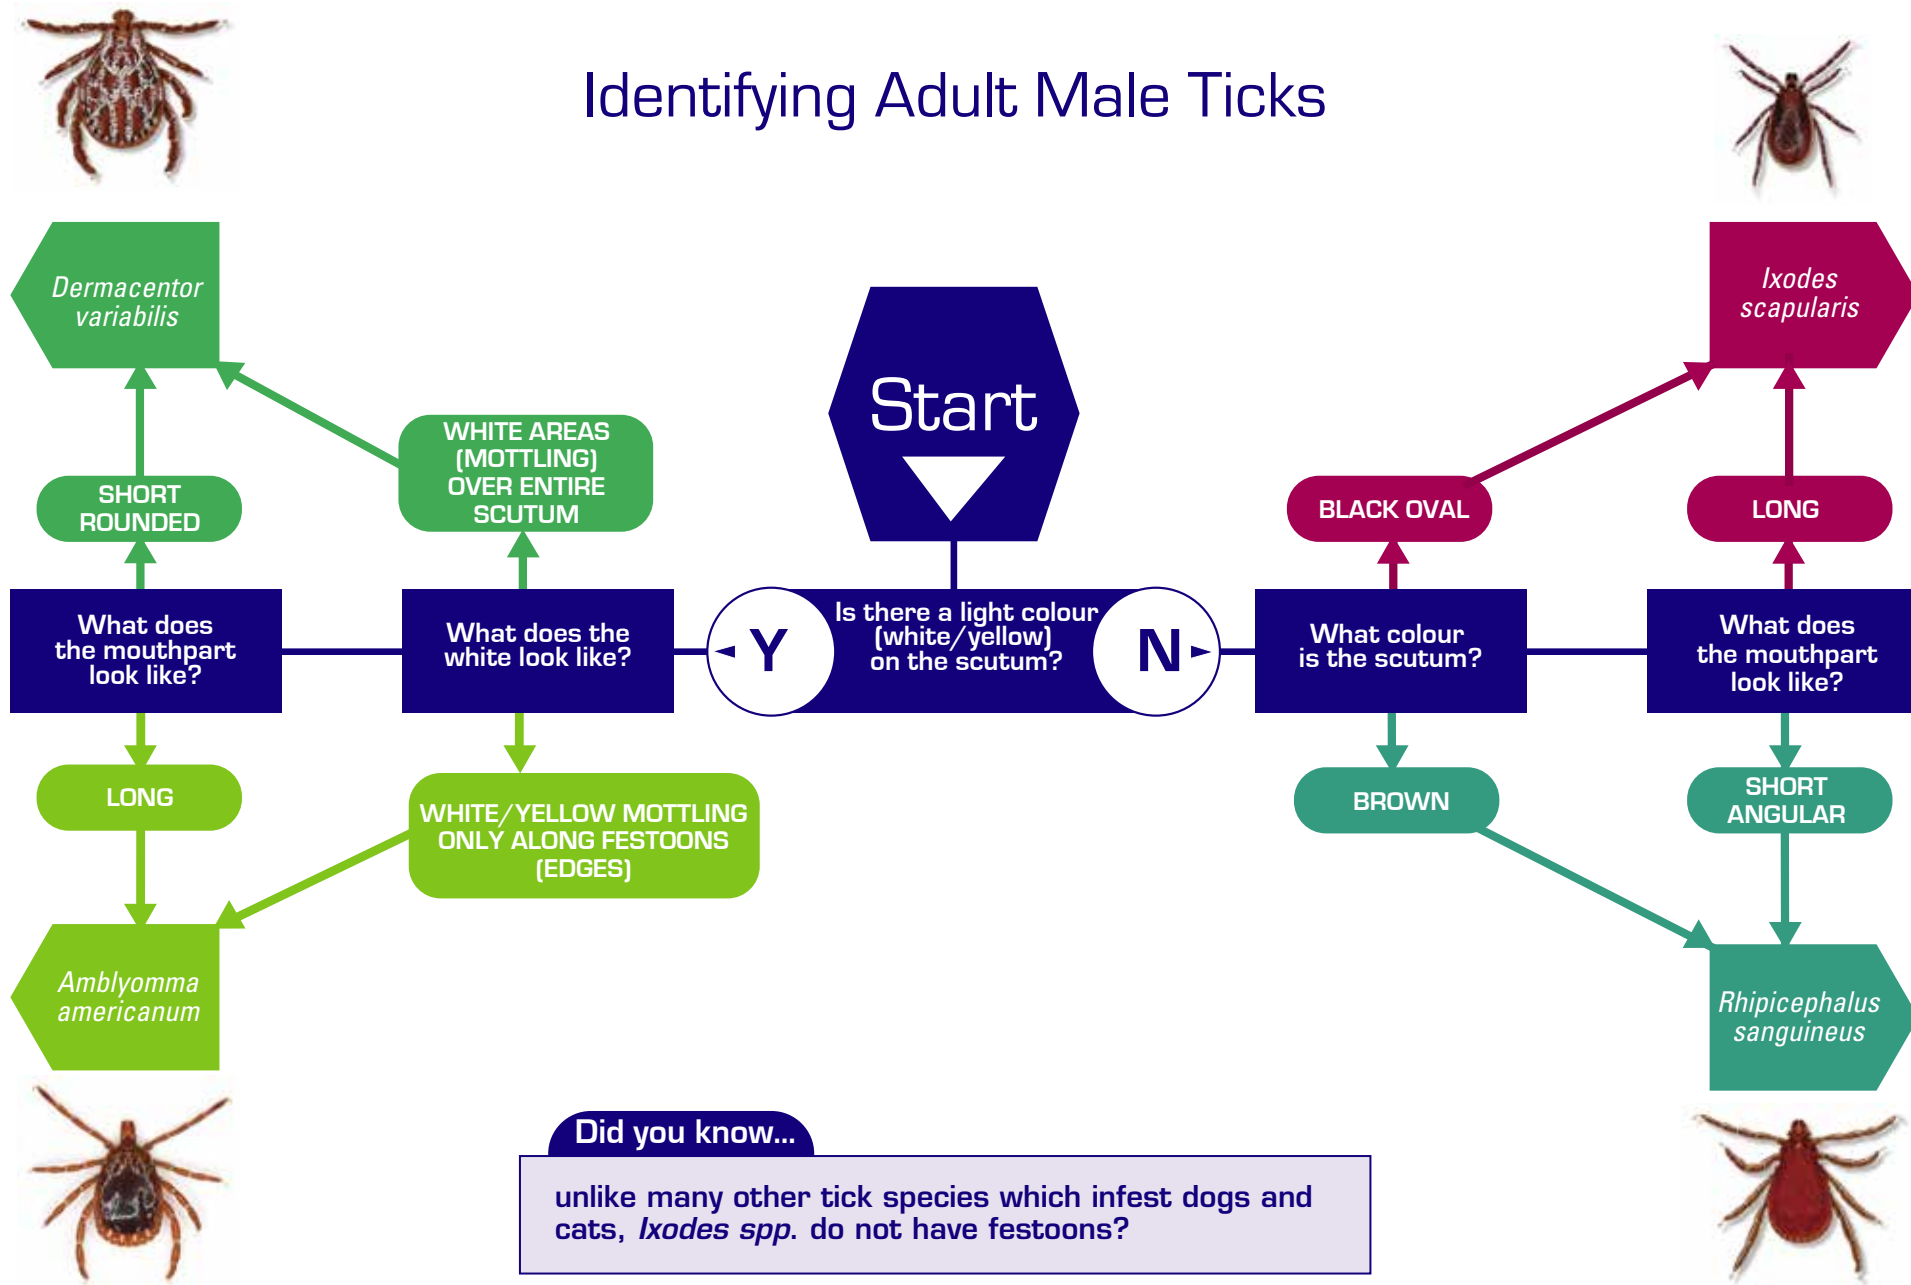 Identifying Adult Male Ticks
Dermacentor
variabilis
Ixodes
scapularis
Start
WHITE AREAS
(MOTTLING)
OVER ENTIRE
SCUTUM
SHORT
ROUNDED
BLACK OVAL
LONG
What does
the mouthpart
look like?
What does the
white look like?
Y
Is there a light colour
(white/yellow)
on the scutum?
N
What colour
is the scutum?
What does
the mouthpart
look like?
LONG
WHITE/YELLOW MOTTLING
ONLY ALONG FESTOONS
(EDGES)
BROWN
SHORT
ANGULAR
Amblyomma
americanum
Rhipicephalus
sanguineus
Did you know...
unlike many other tick species which infest dogs and
cats, Ixodes spp. do not have festoons?